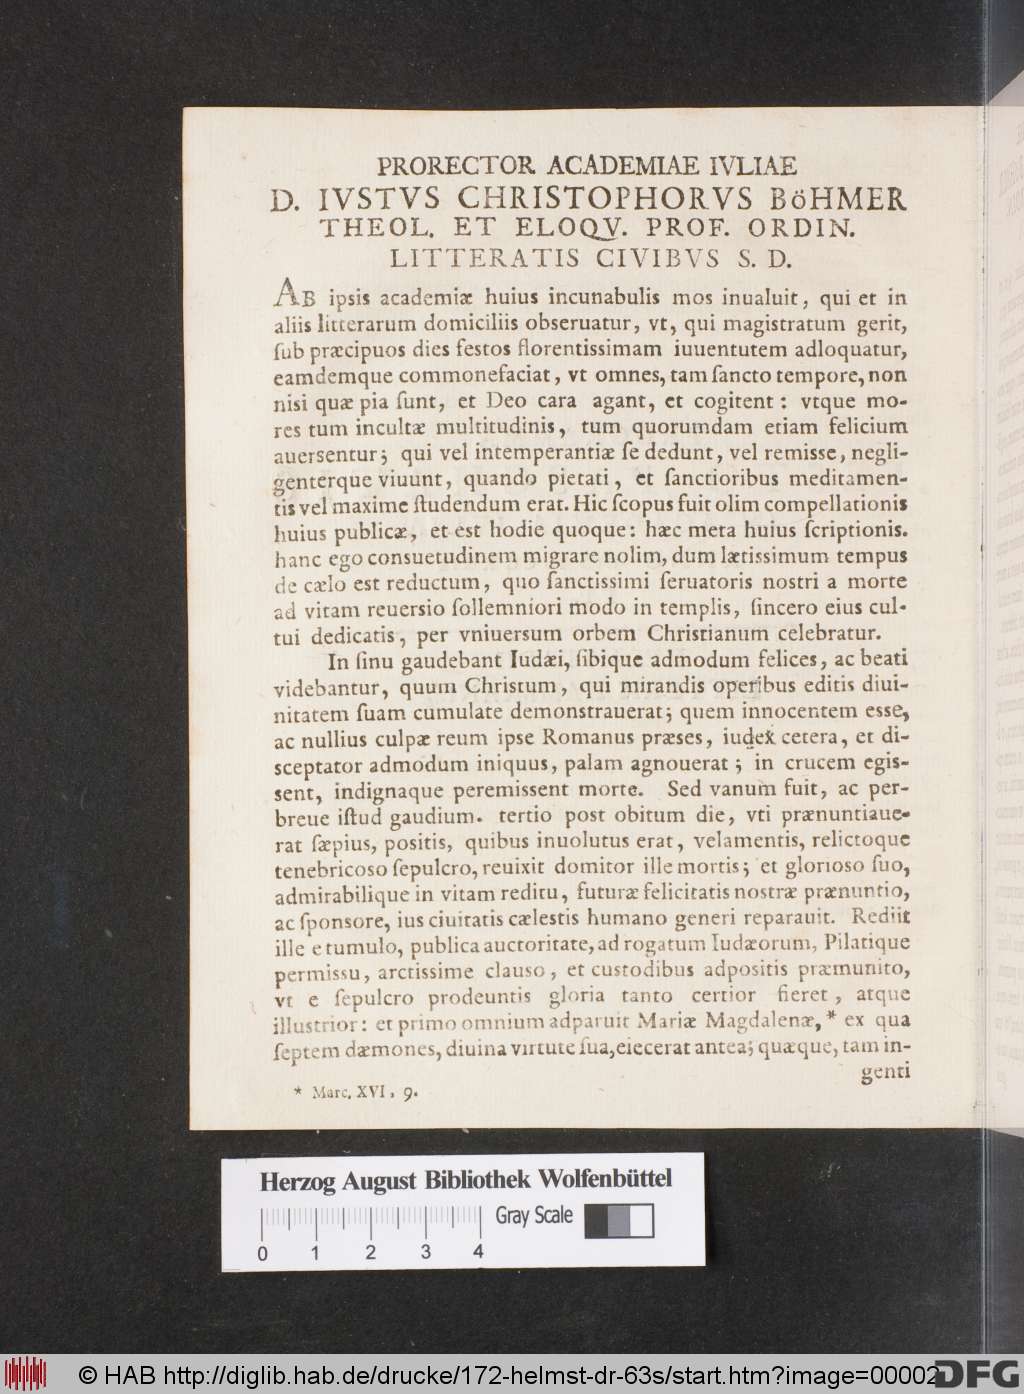 PRORECTOR ACADEMIAE IVLIAE
D. IVSTVS CHRISTOPHORVS BöHMER
THEOL. ET ELOQV. PROF. ORDIN.
LITTERATIS CIVIBVS S. D.
AB ipsis academiæ huius incunabulis mos inualuit, qui et in
aliis litterarum domiciliis obseruatur, vt, qui magistratum gerit,
ſub præcipuos dies festos florentissimam iuuentutem adloquatur,
eamdemque commonefaciat, vt omnes, tam ſancto tempore, non
nisi quæ pia ſunt, et Deo cara agant, et cogitent: vtque mo-
res tum incultæ multitudinis, tum quorumdam etiam felicium
auersentur; qui vel intemperantiæ ſe dedunt, vel remisse, negli-
genterque viuunt, quando pietati, et ſanctioribus meditamen-
tis vel maxime ſtudendum erat. Hic ſcopus fuit olim compellationis
huius publicæ, et est hodie quoque: hæc meta huius ſcriptionis.
hanc ego consuetudinem migrare nolim, dum lætissimum tempus
de cælo est reductum, quo ſanctissimi ſeruatoris nostri a morte
ad vitam reuersio ſollemniori modo in templis, ſincero eius cul-
tui dedicatis, per vniuersum orbem Christianum celebratur.
In ſinu gaudebant Iudæi, ſibique admodum felices, ac beati
videbantur, quum Christum, qui mirandis operibus editis diui-
nitatem ſuam cumulate demonstrauerat; quem innocentem esse,
ac nullius culpæ reum ipse Romanus præses, iudex cetera, et di-
sceptator admodum iniquus, palam agnouerat; in crucem egis-
sent, indignaque peremissent morte. Sed vanum fuit, ac per-
breue iſtud gaudium. tertio post obitum die, vti prænuntiaue-
rat ſæpius, positis, quibus inuolutus erat, velamentis, relictoque
tenebricoso ſepulcro, reuixit domitor ille mortis; et glorioso ſuo,
admirabilique in vitam reditu, futuræ felicitatis nostræ prænuntio,
ac ſponsore, ius ciuitatis cælestis humano generi reparauit. Rediit
ille e tumulo, publica auctoritate, ad rogatum Iudæorum, Pilatique
permissu, arctissime clauso, et custodibus adpositis præmunito,
vt e ſepulcro prodeuntis gloria tanto certior fieret, atque
illustrior: et primo omnium adparuit Mariæ Magdalenæ, * ex qua
ſeptem dæmones, diuina virtute ſua, eiecerat antea; quæque, tam in-
genti
* Marc. XVI, 9.
Herzog August Bibliothek Wolfenbüttel
Gray Scale
0 1 2 3 4
© HAB http://diglib.hab.de/drucke/172-helmst-dr-63s/start.htm?image=00002
DFG